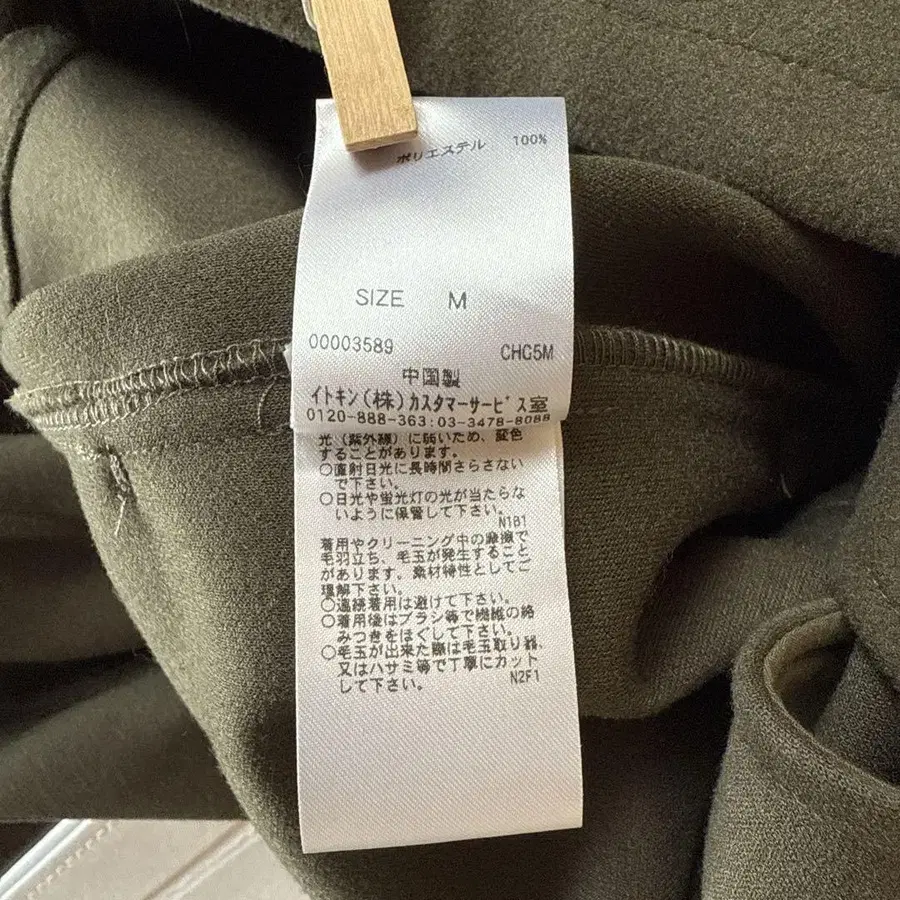 ポリエステル 100%
SIZE M
00003589 CHG5M
中国製
イトキン(株)カスタマーサービス室
0120-888-363:03-3478-8088
光(紫外線)に弱いため、変色
することがあります。
○直射日光に長時間さらさない
で下さい。
○日光や蛍光灯の光が当たらな
いように保管して下さい。
N1B1
着用やクリーニング中の摩擦で
毛羽立ち、毛玉が発生すること
があります。素材特性としてご
理解下さい。
○連続着用は避けて下さい。
○着用後はブラシ等で繊維の絡
みつきをほぐして下さい。
○毛玉が出来た際は毛玉取り器、
又はハサミ等で丁寧にカット
して下さい。
N2F1